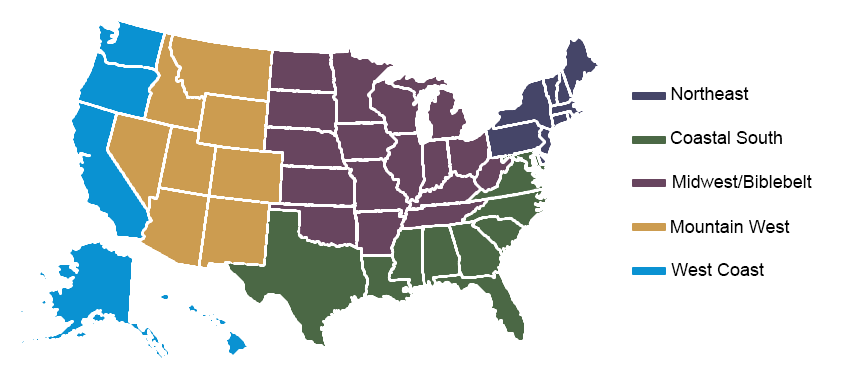 Northeast
Coastal South
Midwest/Biblebelt
Mountain West
West Coast